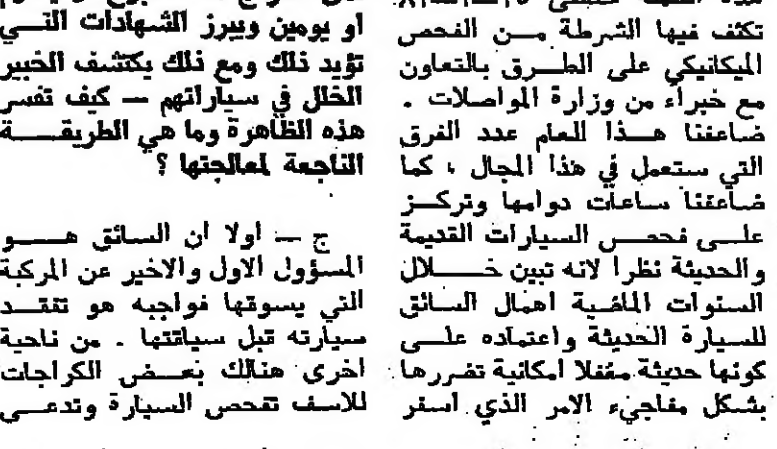 تكثف فيها الشرطة من الفحص
الميكانيكي على الطرق بالتعاون
مع خبراء من وزارة المواصلات .
ضاعفنا هذا العام عدد الفرق
التي ستعمل في هذا المجال ، كما
ضاعفنا ساعات دوامها وتركز
على فحص السيارات القديمة
والحديثة نظرا لانه تبين خلال
السنوات الماضية اهمال السائق
للسيارة الحديثة واعتماده على
كونها حديثة مغفلا امكانية تضررها
بشكل مفاجيء الامر الذي اسفر
او يومين ويبرز الشهادات التي
تؤيد ذلك ومع ذلك يكتشف الخبير
الخلل في سياراتهم — كيف تفسر
هذه الظاهرة وما هي الطريقة
الناجعة لمعالجتها ؟
ج — اولا ان السائق هو
المسؤول الاول والاخير عن المركبة
التي يسوقها فواجبه هو تفقد
سيارته قبل سياقتها . من ناحية
اخرى هنالك بعض الكراجات
للاسف تفحص السيارة وتدعي